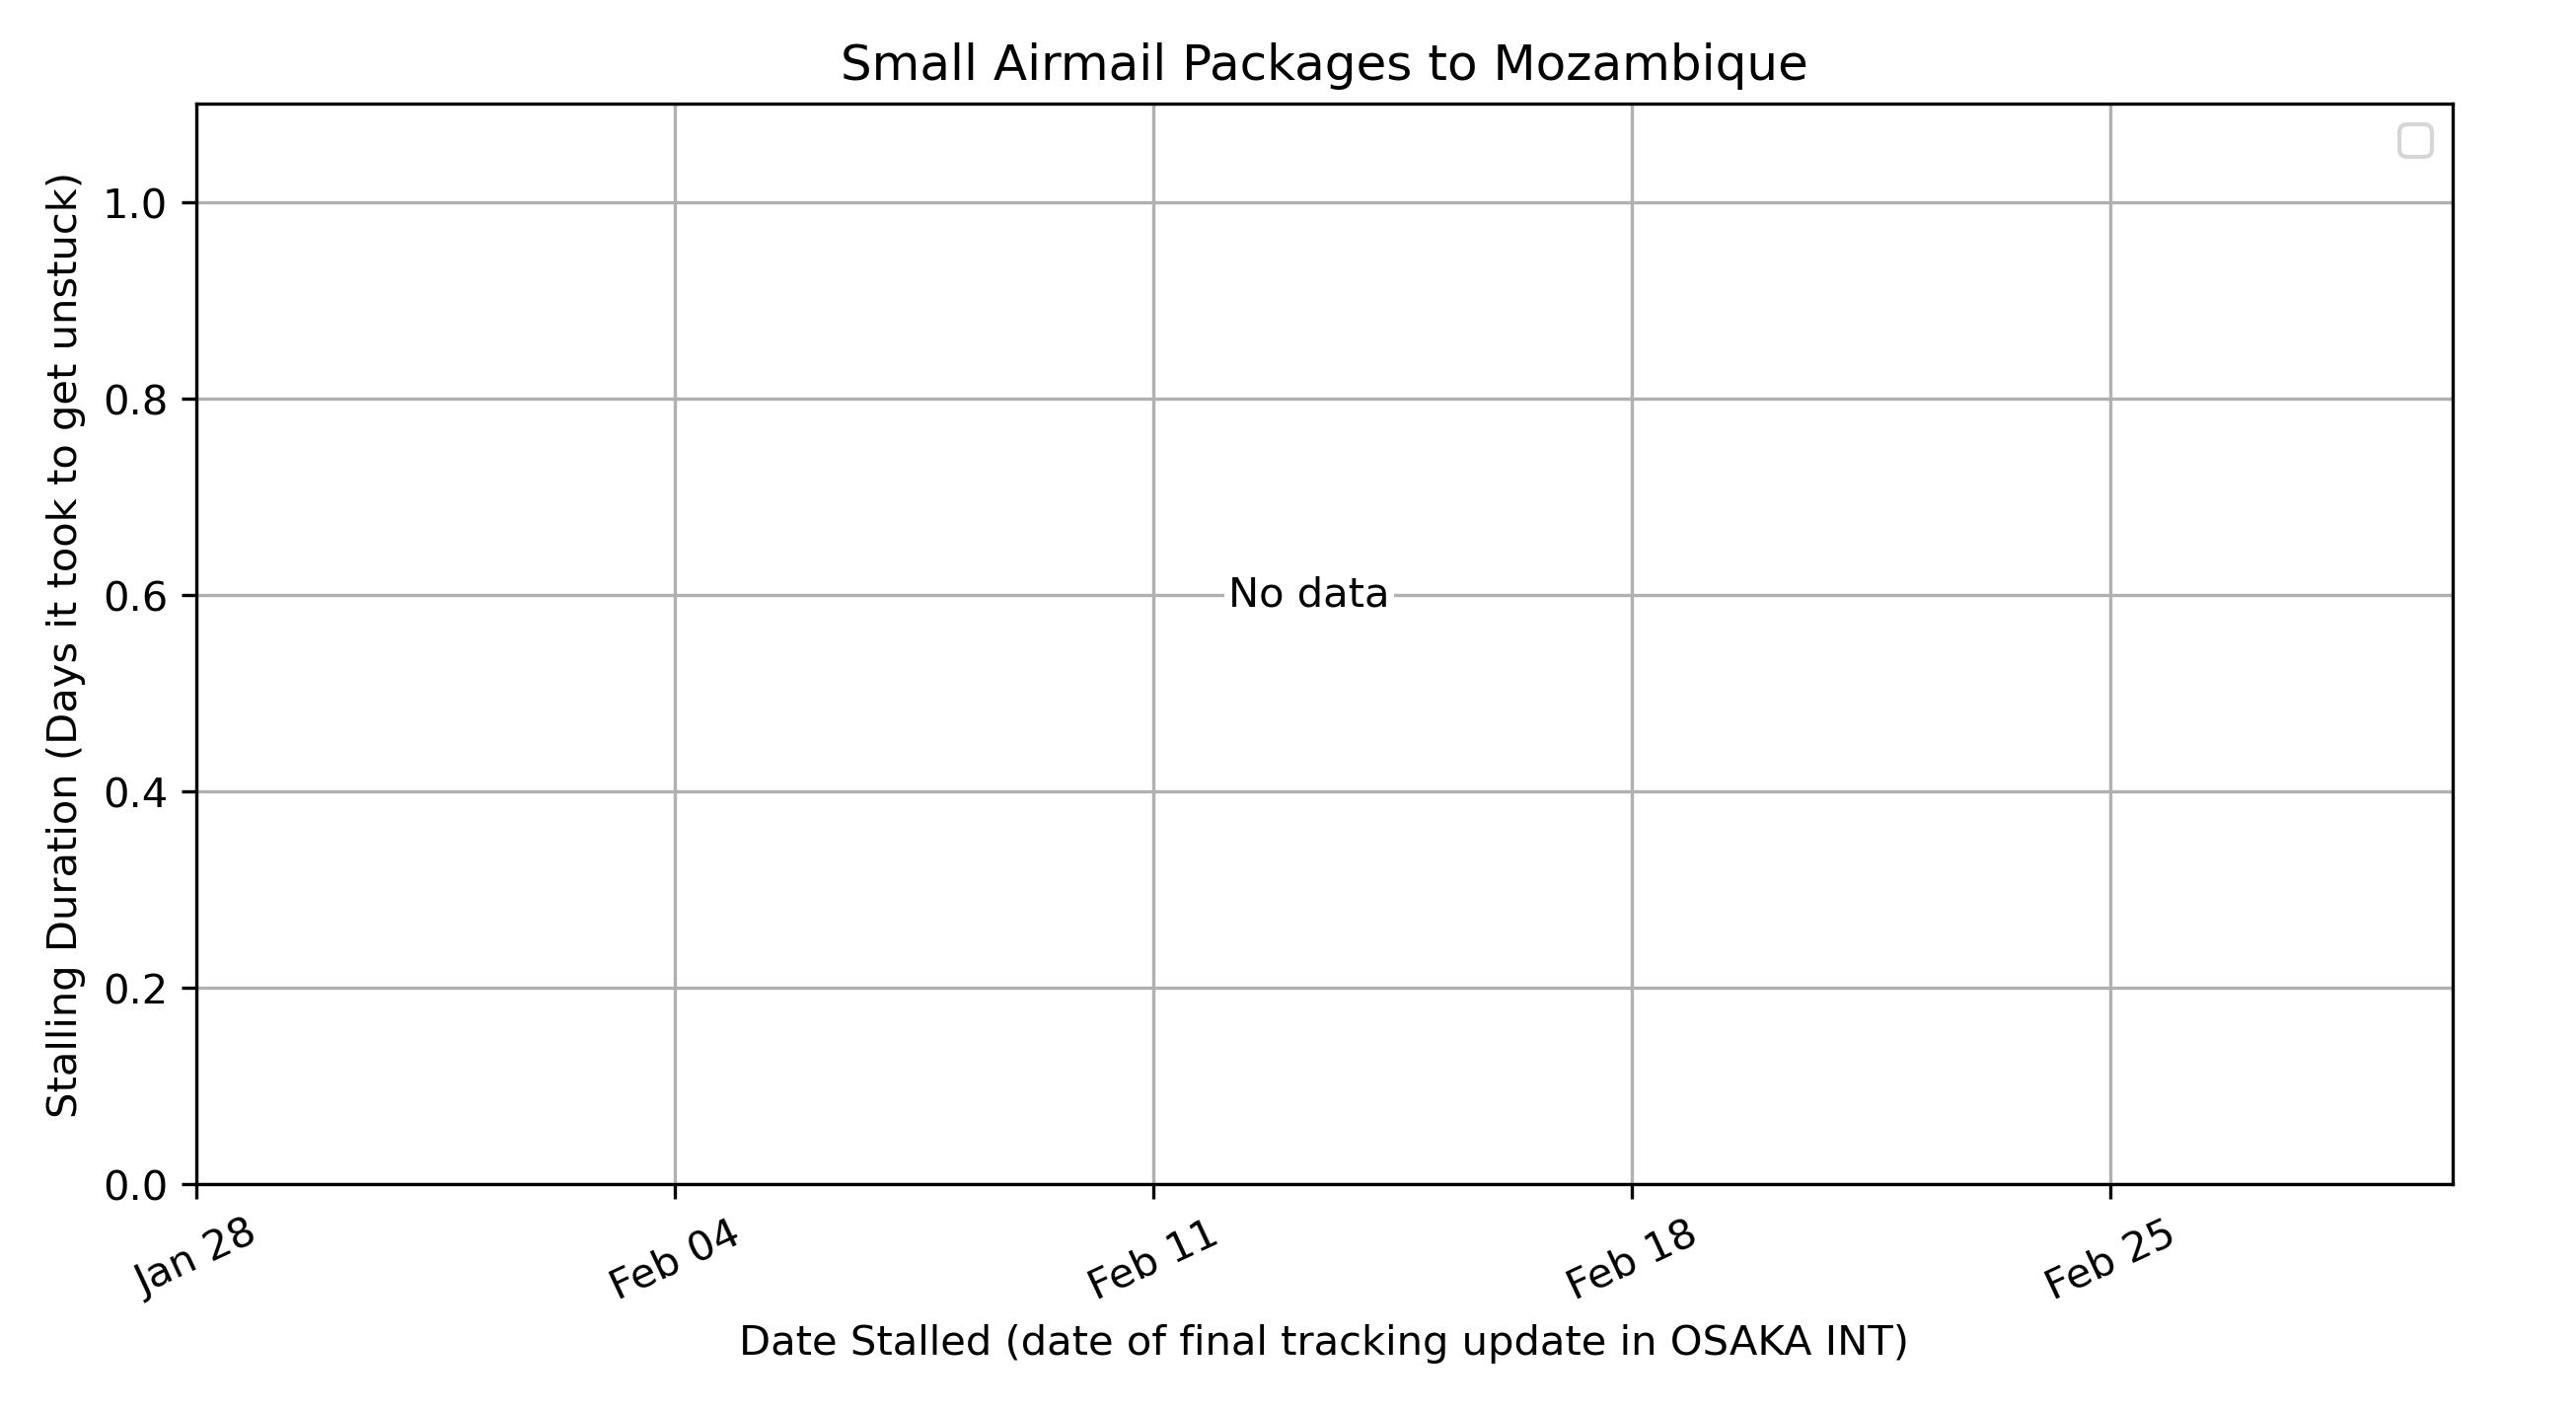 Small Airmail Packages to Mozambique
Stalling Duration (Days it took to get unstuck)
1.0
0.8
0.6
0.4
0.2
0.0
No data
Jan 28
Feb 04
Feb 11
Feb 18
Feb 25
Date Stalled (date of final tracking update in OSAKA INT)